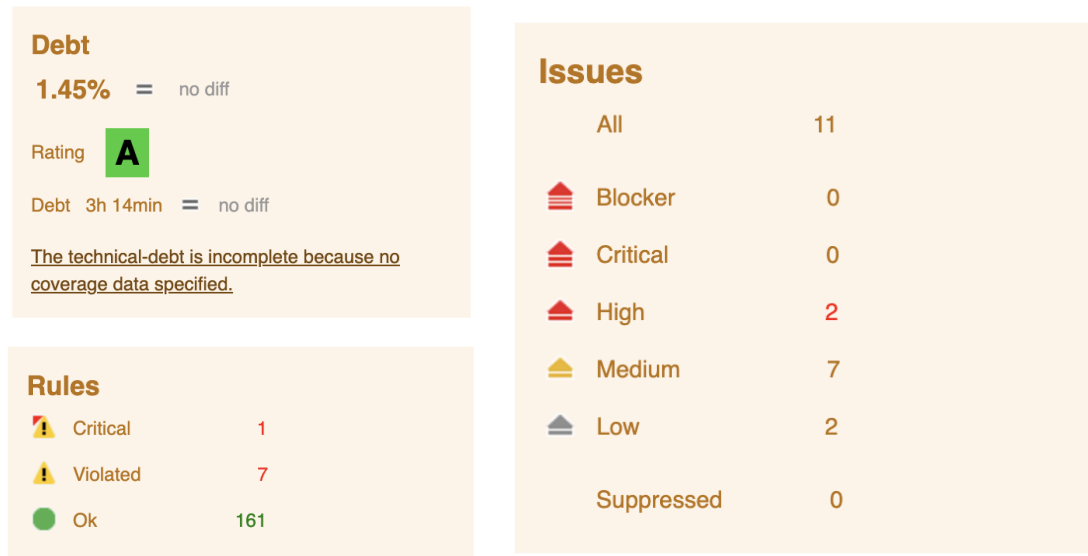 Debt
1.45% = no diff
Rating A
Debt 3h 14min = no diff
The technical-debt is incomplete because no
coverage data specified.
Rules
Critical 1
Violated 7
Ok 161
Issues
All 11
Blocker 0
Critical 0
High 2
Medium 7
Low 2
Suppressed 0